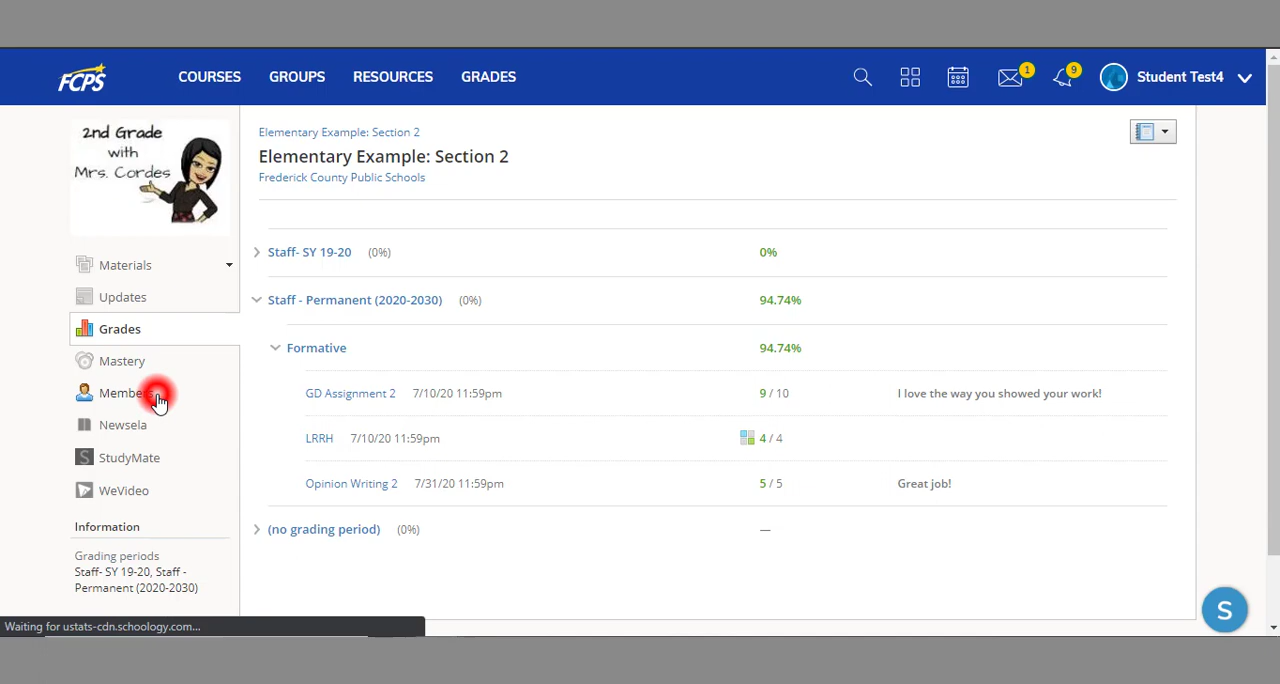 FCPS
COURSES GROUPS RESOURCES GRADES
1 9 Student Test4
2nd Grade
with
Mrs. Cordes
Materials
Updates
Grades
Mastery
Newsela
StudyMate
WeVideo
Information
Grading periods
Staff- SY 19-20, Staff -
Permanent (2020-2030)
Elementary Example: Section 2
Elementary Example: Section 2
Frederick County Public Schools
Staff- SY 19-20 (0%) 0%
Staff - Permanent (2020-2030) (0%) 94.74%
Formative 94.74%
GD Assignment 2 7/10/20 11:59pm 9 / 10 I love the way you showed your work!
LRRH 7/10/20 11:59pm 4 / 4
Opinion Writing 2 7/31/20 11:59pm 5 / 5 Great job!
(no grading period) (0%) —
S
Waiting for ustats-cdn.schoology.com...